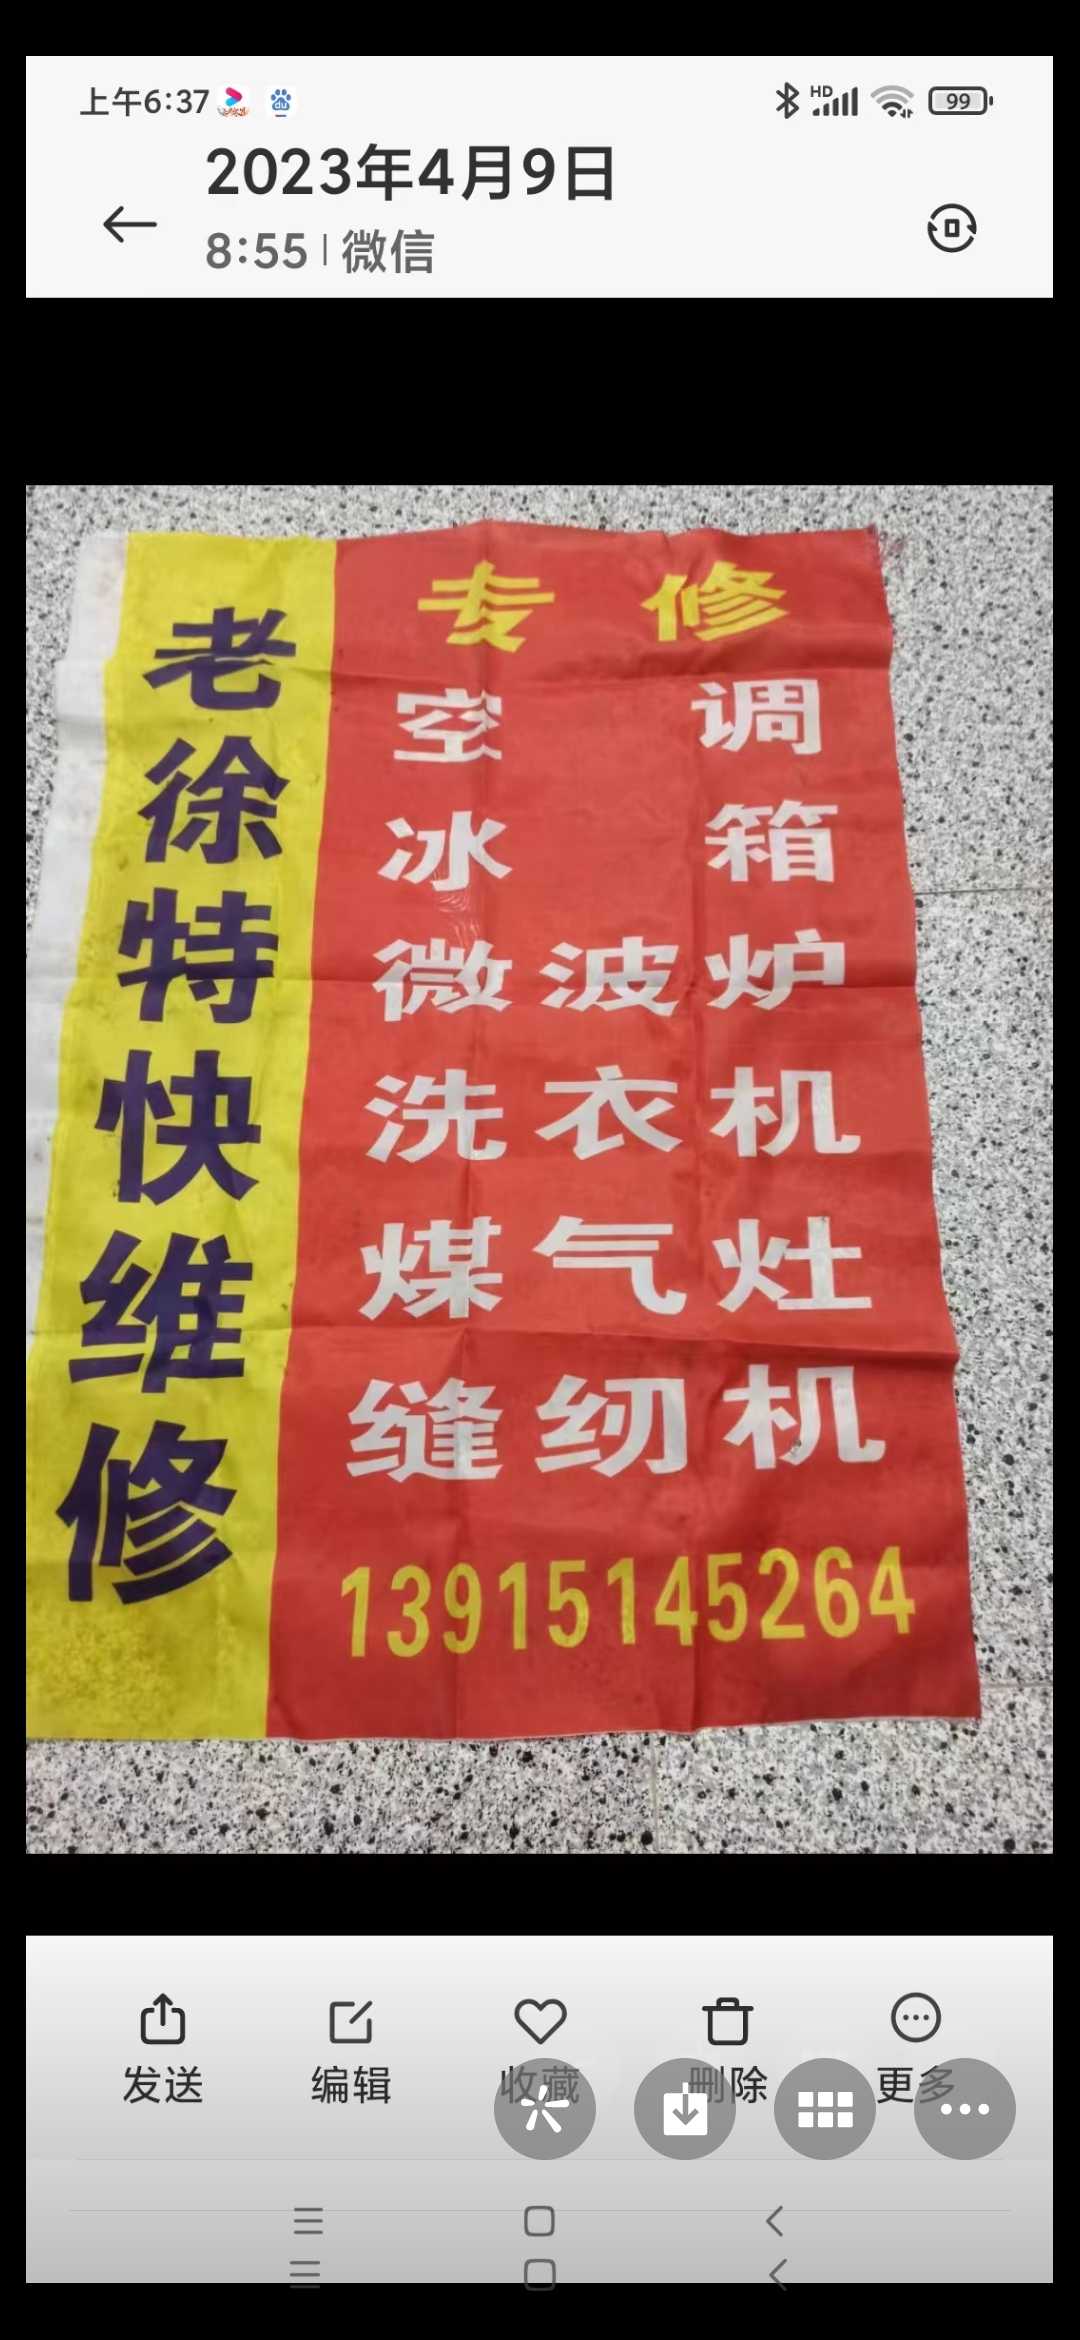 上午6:37
HD
99
2023年4月9日
8:55 | 微信
老徐特快维修
专 修
空 调
冰 箱
微波炉
洗衣机
煤气灶
缝纫机
13915145264
发送 编辑 收藏 删除 更多